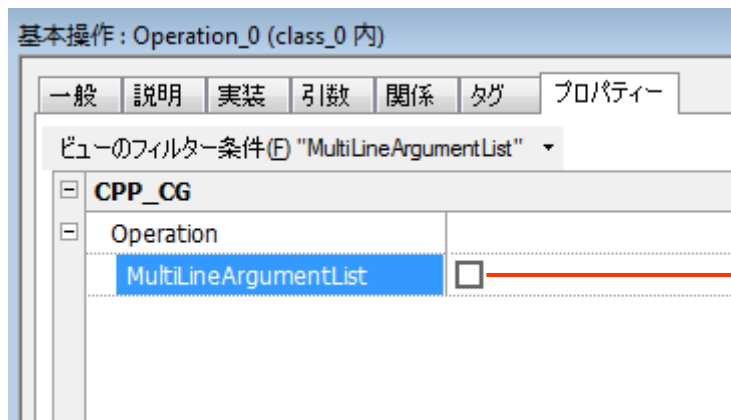 基本操作 : Operation_0 (class_0 内)
一般 説明 実装 引数 関係 タグ プロパティー
ビューのフィルター条件(F) "MultiLineArgumentList"
CPP_CG
Operation
MultiLineArgumentList